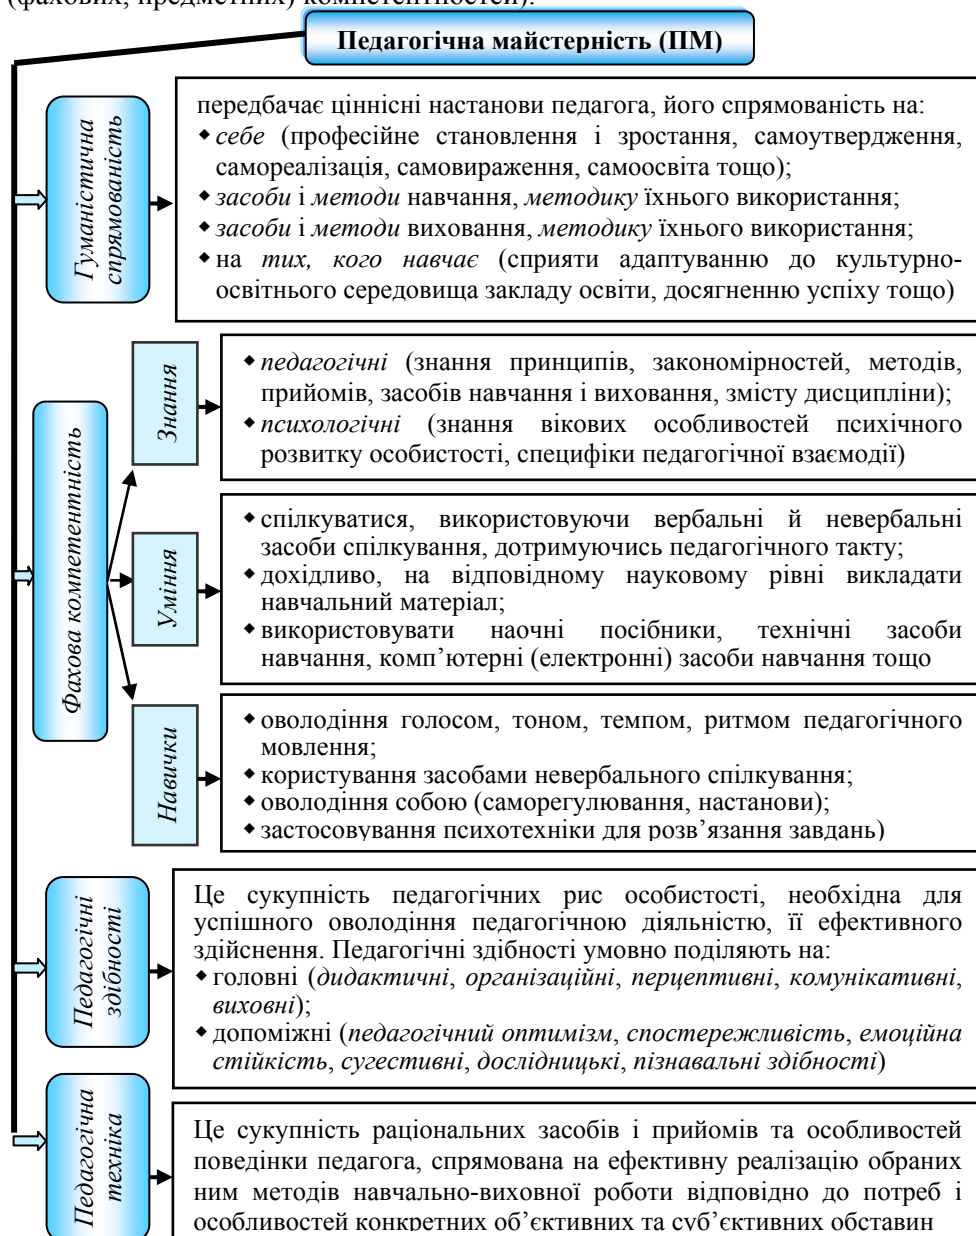 (фахових, предметних) компетентностей).
Педагогічна майстерність (ПМ)
Гуманістична
спрямованість
передбачає ціннісні настанови педагога, його спрямованість на:
◆ себе (професійне становлення і зростання, самоутвердження,
самореалізація, самовираження, самоосвіта тощо);
◆ засоби і методи навчання, методику їхнього використання;
◆ засоби і методи виховання, методику їхнього використання;
◆ на тих, кого навчає (сприяти адаптуванню до культурно-
освітнього середовища закладу освіти, досягненню успіху тощо)
Фахова компетентність
Знання
◆ педагогічні (знання принципів, закономірностей, методів,
прийомів, засобів навчання і виховання, змісту дисципліни);
◆ психологічні (знання вікових особливостей психічного
розвитку особистості, специфіки педагогічної взаємодії)
Уміння
◆ спілкуватися, використовуючи вербальні й невербальні
засоби спілкування, дотримуючись педагогічного такту;
◆ дохідливо, на відповідному науковому рівні викладати
навчальний матеріал;
◆ використовувати наочні посібники, технічні засоби
навчання, комп’ютерні (електронні) засоби навчання тощо
Навички
◆ оволодіння голосом, тоном, темпом, ритмом педагогічного
мовлення;
◆ користування засобами невербального спілкування;
◆ оволодіння собою (саморегулювання, настанови);
◆ застосовування психотехніки для розв’язання завдань)
Педагогічні
здібності
Це сукупність педагогічних рис особистості, необхідна для
успішного оволодіння педагогічною діяльністю, її ефективного
здійснення. Педагогічні здібності умовно поділяють на:
◆ головні (дидактичні, організаційні, перцептивні, комунікативні,
виховні);
◆ допоміжні (педагогічний оптимізм, спостережливість, емоційна
стійкість, сугестивні, дослідницькі, пізнавальні здібності)
Педагогічна
техніка
Це сукупність раціональних засобів і прийомів та особливостей
поведінки педагога, спрямована на ефективну реалізацію обраних
ним методів навчально-виховної роботи відповідно до потреб і
особливостей конкретних об’єктивних та суб’єктивних обставин